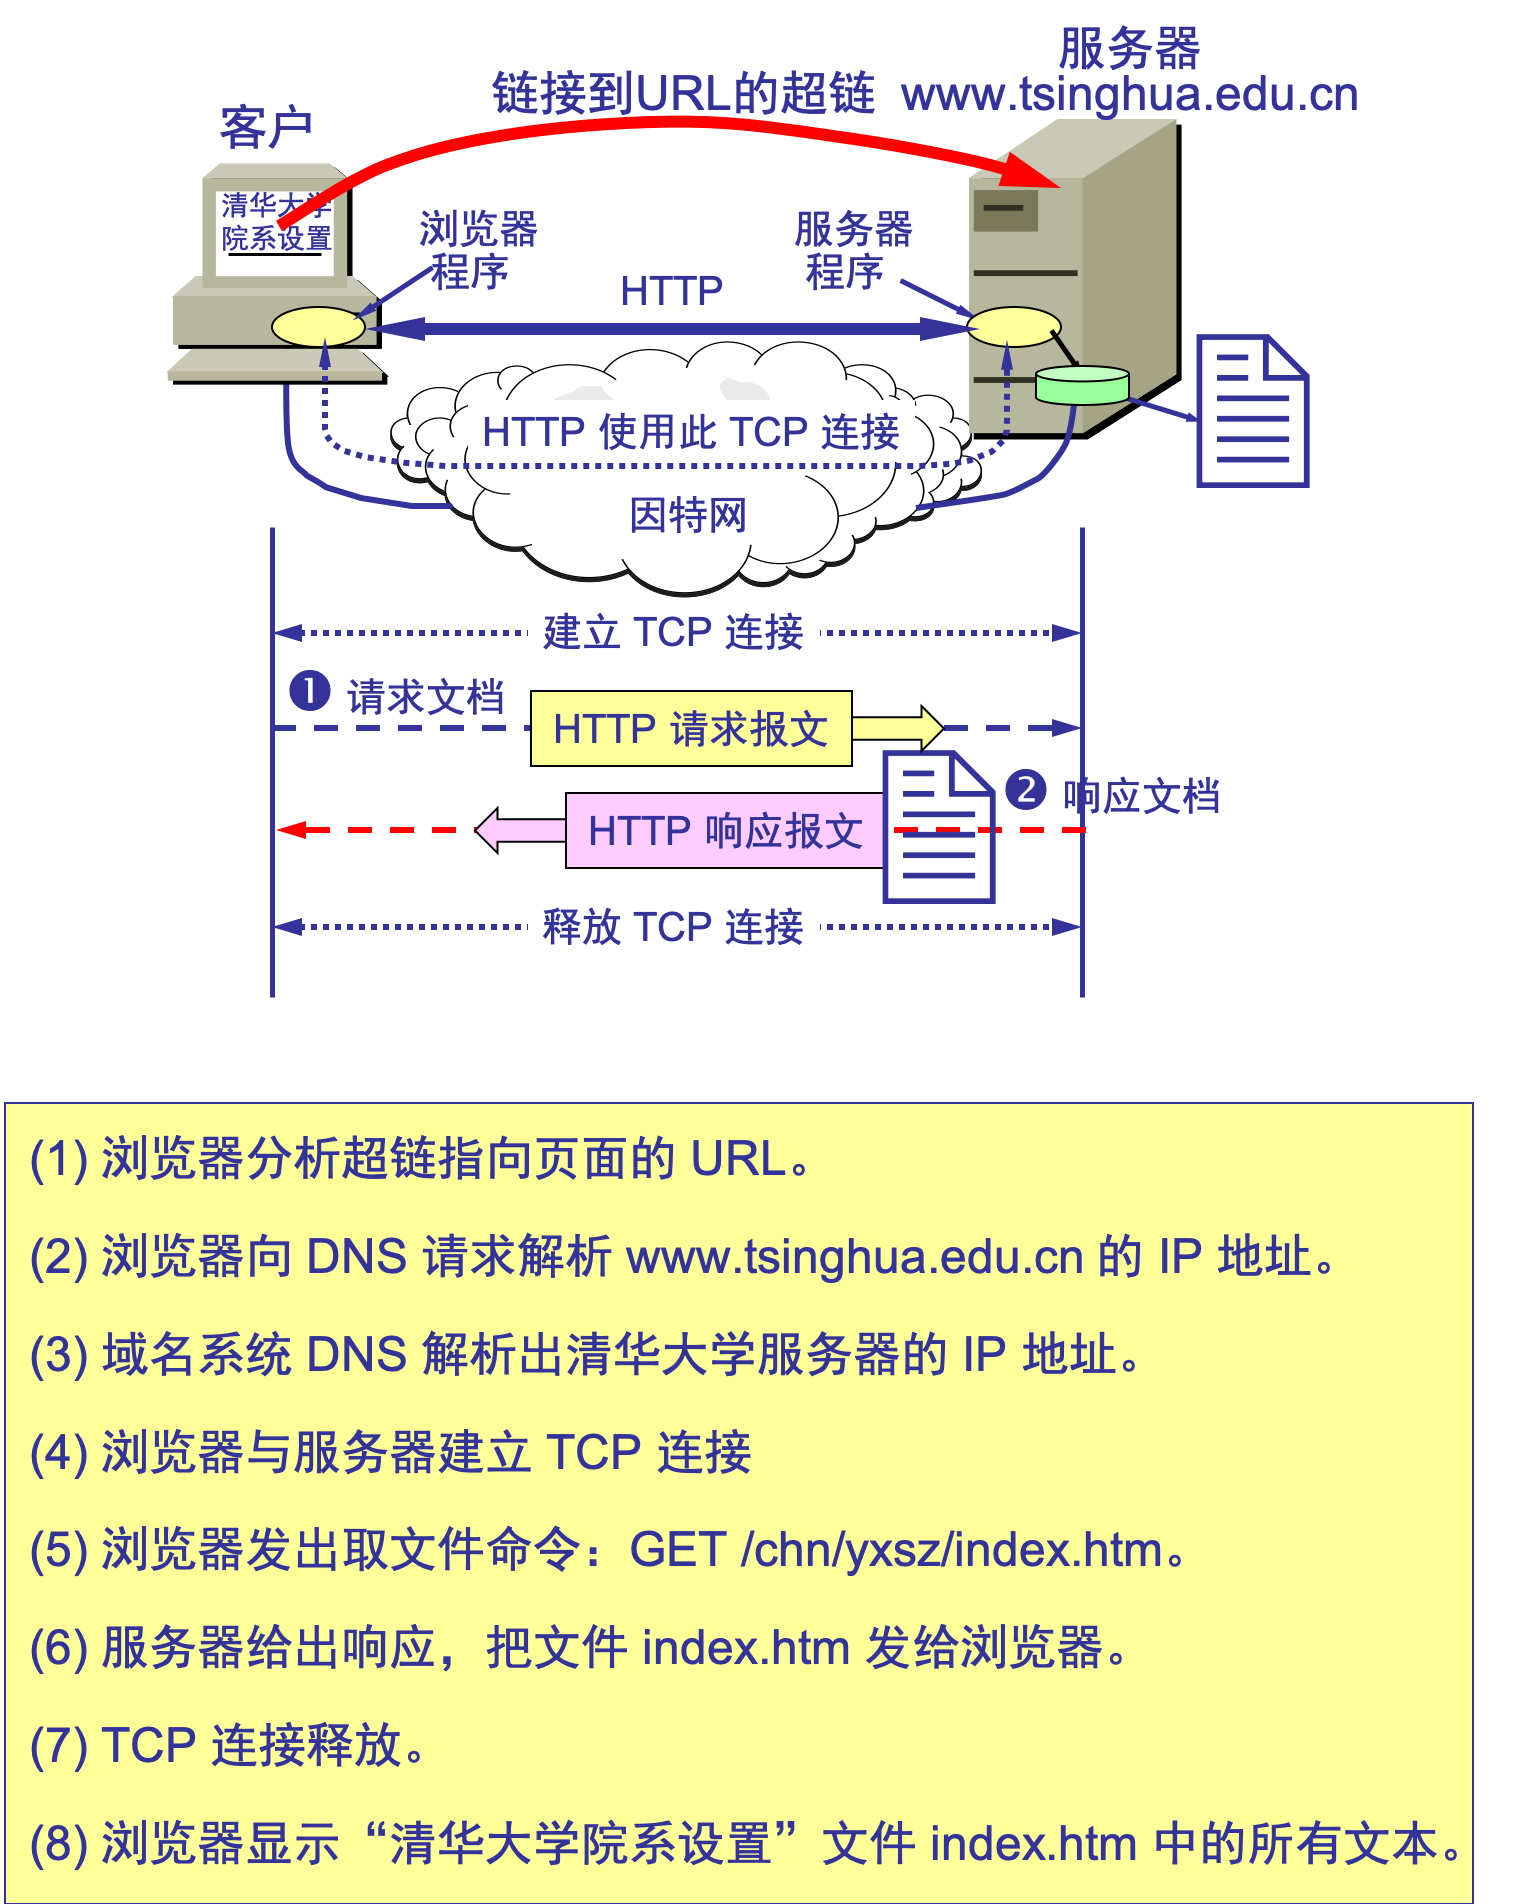 服务器
链接到URL的超链 www.tsinghua.edu.cn
客户
清华大学
院系设置
浏览器
程序
服务器
程序
HTTP
HTTP 使用此 TCP 连接
因特网
建立 TCP 连接
❶ 请求文档
HTTP 请求报文
❷ 响应文档
HTTP 响应报文
释放 TCP 连接
(1) 浏览器分析超链指向页面的 URL。
(2) 浏览器向 DNS 请求解析 www.tsinghua.edu.cn 的 IP 地址。
(3) 域名系统 DNS 解析出清华大学服务器的 IP 地址。
(4) 浏览器与服务器建立 TCP 连接
(5) 浏览器发出取文件命令：GET /chn/yxsz/index.htm。
(6) 服务器给出响应，把文件 index.htm 发给浏览器。
(7) TCP 连接释放。
(8) 浏览器显示“清华大学院系设置”文件 index.htm 中的所有文本。